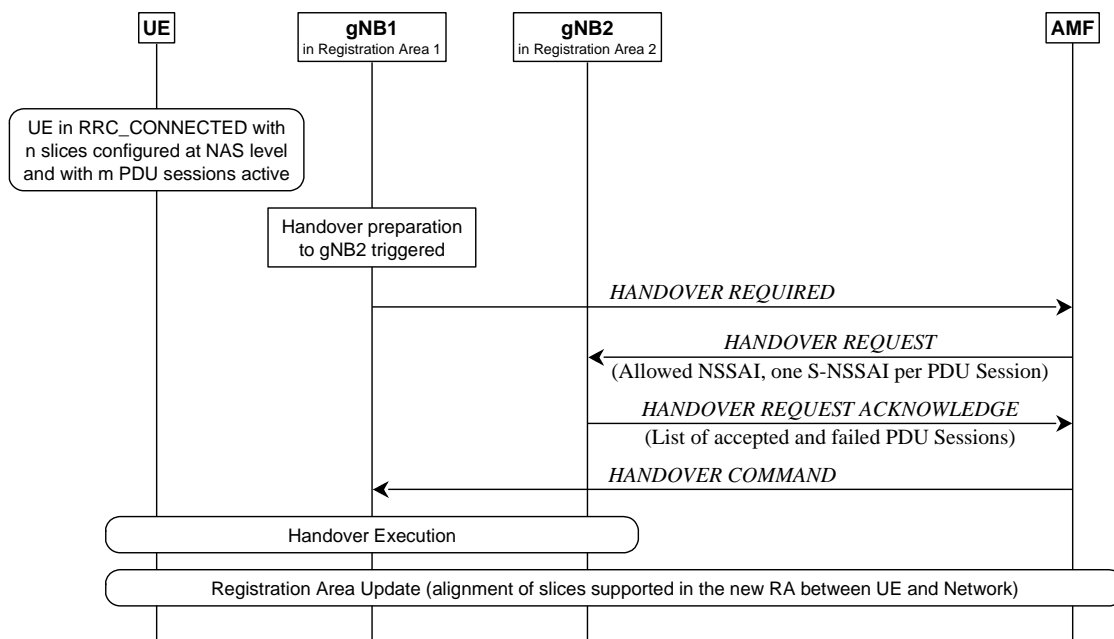 UE
gNB1
in Registration Area 1
gNB2
in Registration Area 2
AMF
UE in RRC_CONNECTED with
n slices configured at NAS level
and with m PDU sessions active
Handover preparation
to gNB2 triggered
HANDOVER REQUIRED
HANDOVER REQUEST
(Allowed NSSAI, one S-NSSAI per PDU Session)
HANDOVER REQUEST ACKNOWLEDGE
(List of accepted and failed PDU Sessions)
HANDOVER COMMAND
Handover Execution
Registration Area Update (alignment of slices supported in the new RA between UE and Network)